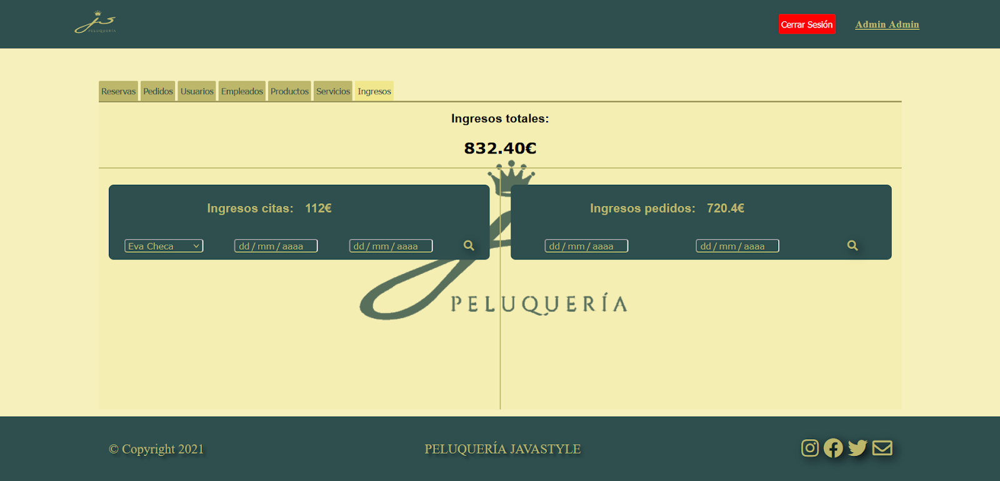 js
PELUQUERÍA
Cerrar Sesión
Admin Admin
Reservas Pedidos Usuarios Empleados Productos Servicios Ingresos
Ingresos totales:
832.40€
Ingresos citas: 112€
Eva Checa dd / mm / aaaa dd / mm / aaaa
Ingresos pedidos: 720.4€
dd / mm / aaaa dd / mm / aaaa
PELUQUERÍA
© Copyright 2021
PELUQUERÍA JAVASTYLE